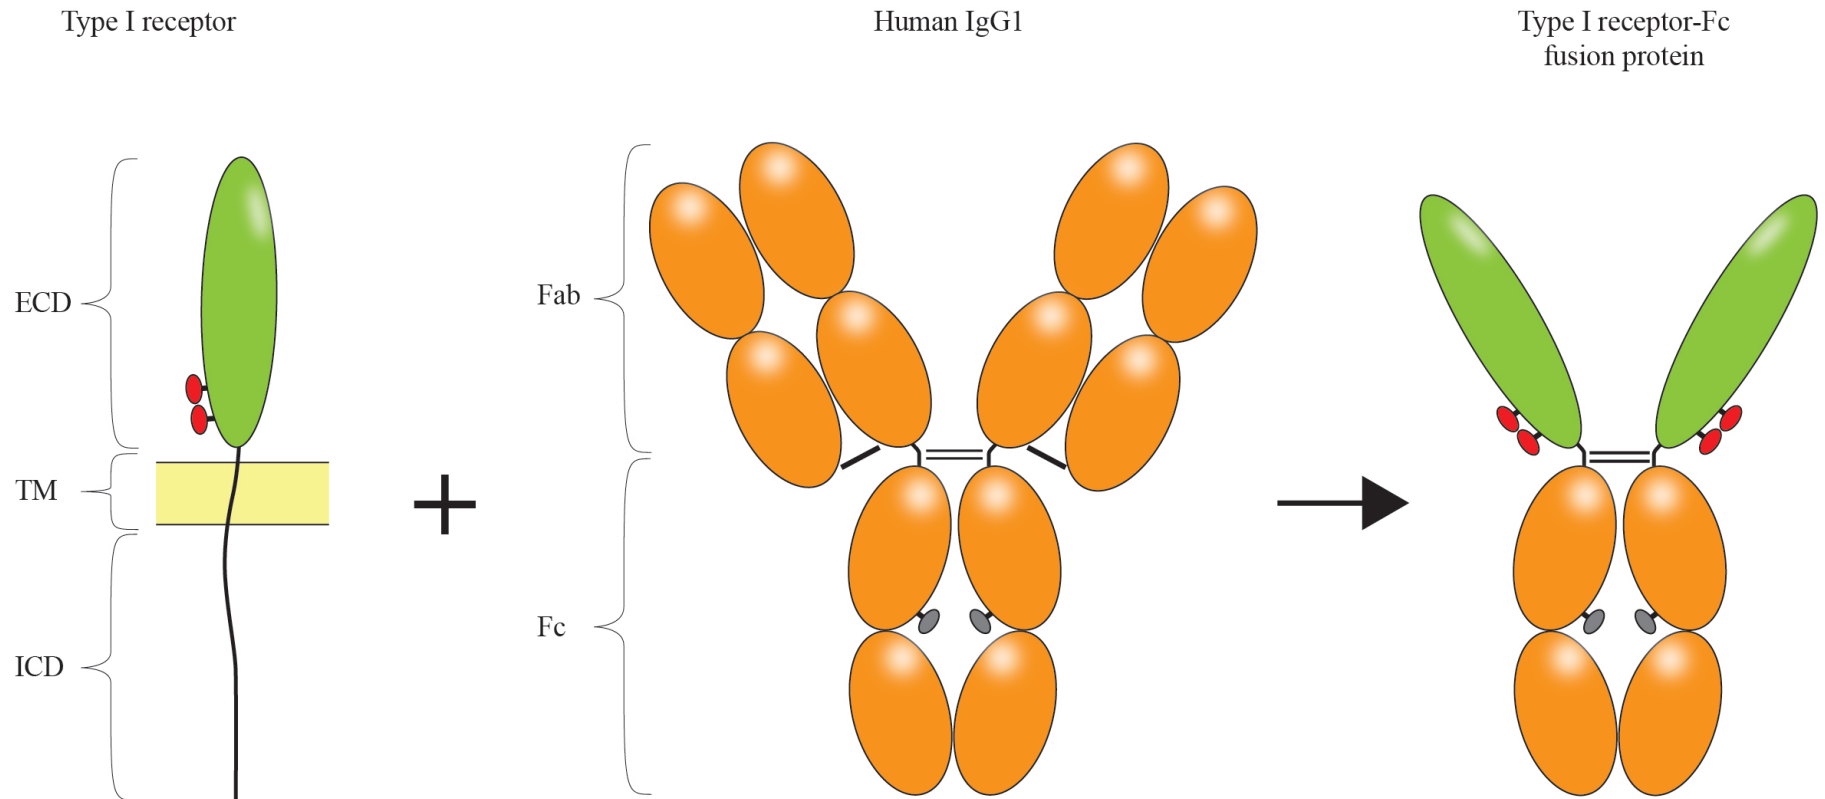 Type I receptor
Human IgG1
Type I receptor-Fc
fusion protein
ECD
TM
ICD
Fab
Fc